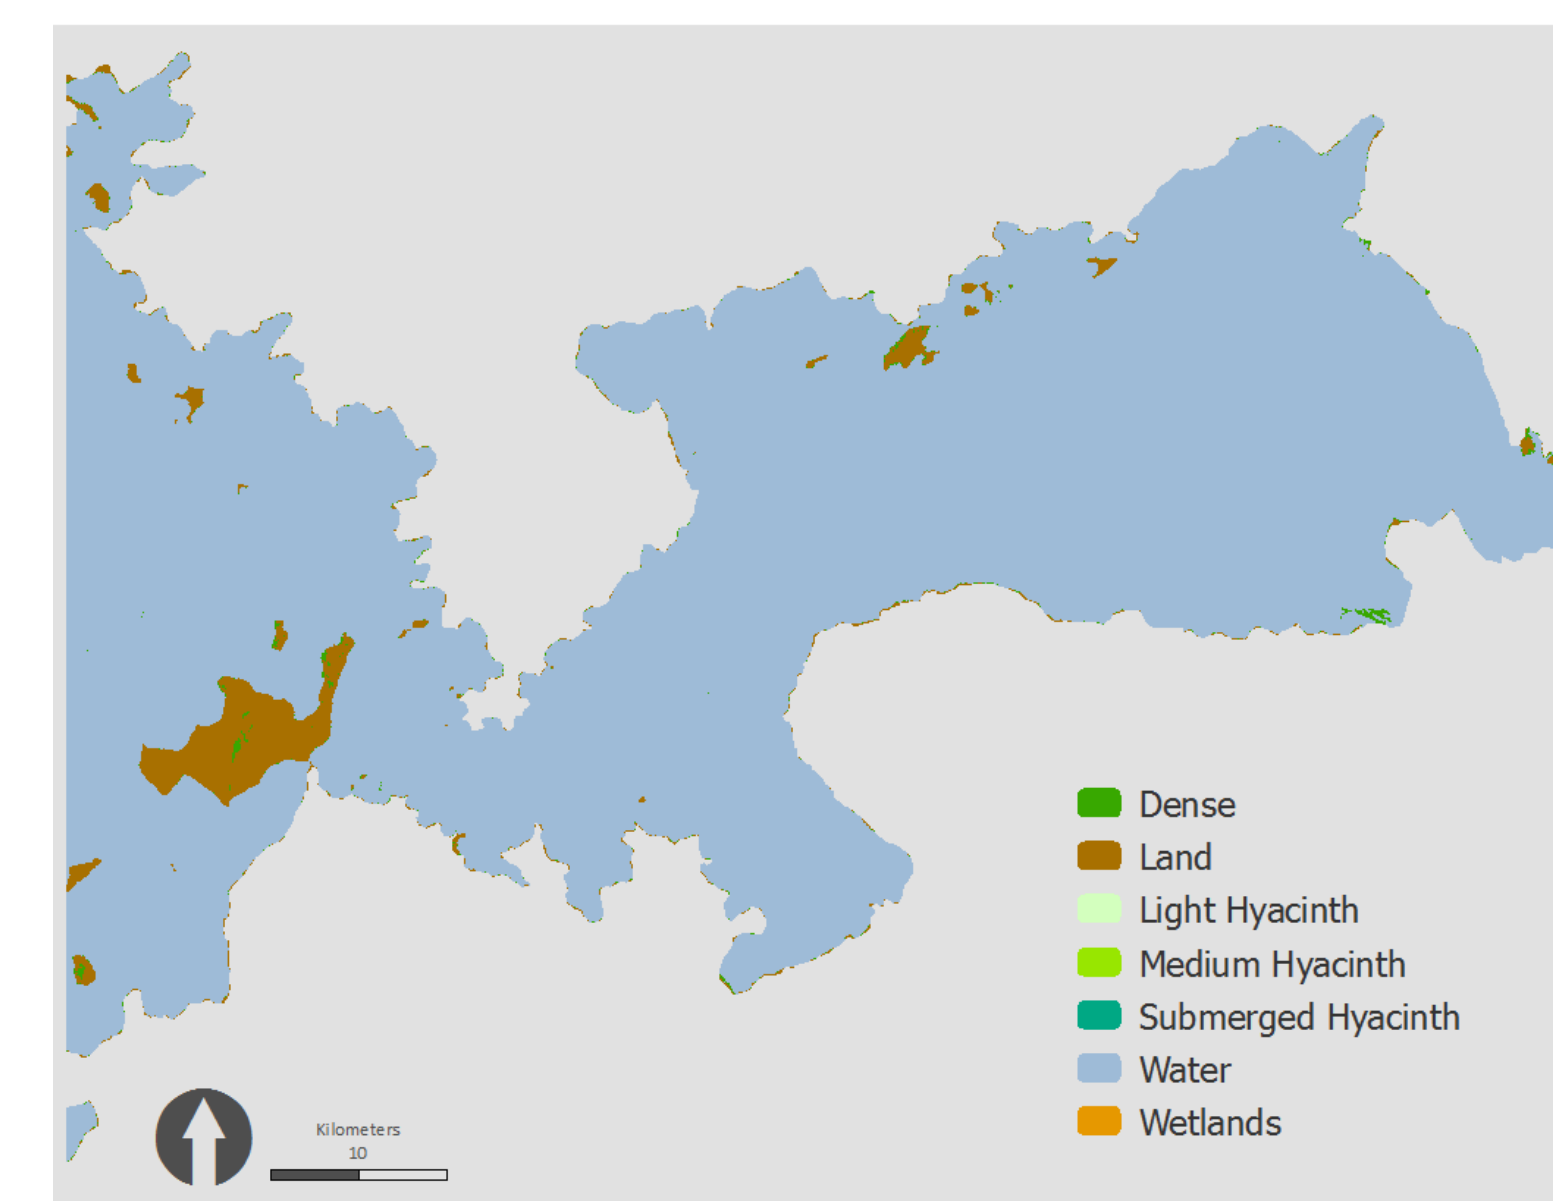 Dense
Land
Light Hyacinth
Medium Hyacinth
Submerged Hyacinth
Water
Wetlands
Kilometers
10